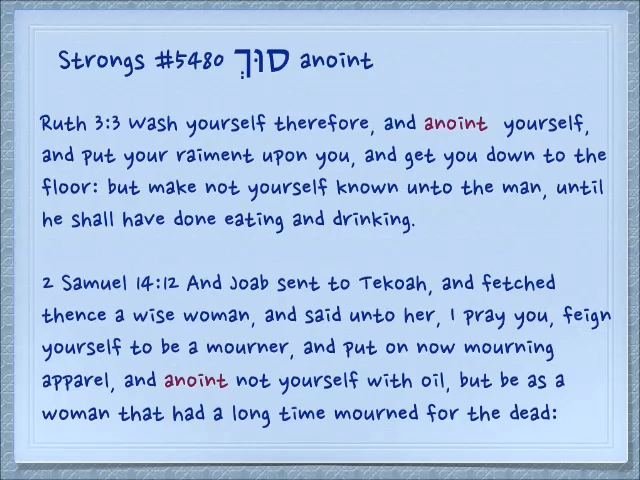 Strongs #5480 סוּךְ anoint
Ruth 3:3 Wash yourself therefore, and anoint yourself,
and put your raiment upon you, and get you down to the
floor: but make not yourself known unto the man, until
he shall have done eating and drinking.
2 Samuel 14:12 And Joab sent to Tekoah, and fetched
thence a wise woman, and said unto her, I pray you, feign
yourself to be a mourner, and put on now mourning
apparel, and anoint not yourself with oil, but be as a
woman that had a long time mourned for the dead: